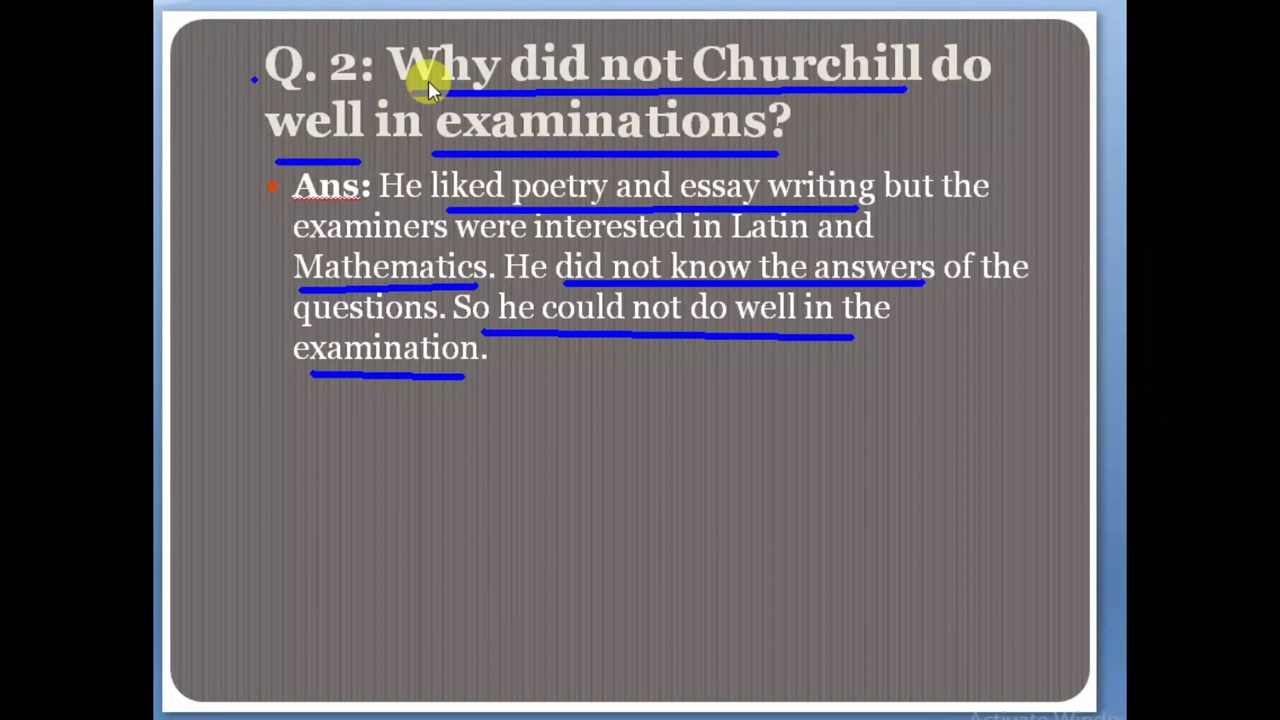 Q. 2: Why did not Churchill do
well in examinations?
Ans: He liked poetry and essay writing but the
examiners were interested in Latin and
Mathematics. He did not know the answers of the
questions. So he could not do well in the
examination.